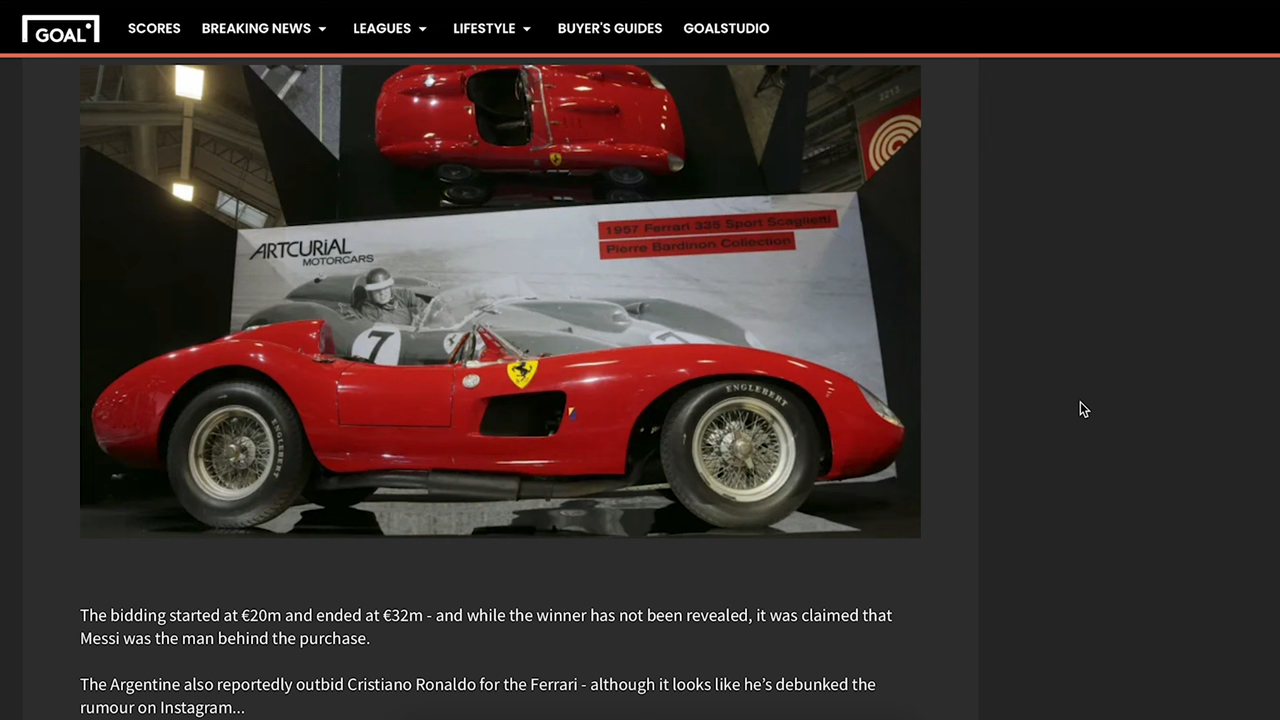 GOAL SCORES BREAKING NEWS LEAGUES LIFESTYLE BUYER'S GUIDES GOALSTUDIO
2213
1957 Ferrari 335 Sport Scaglietti
Pierre Bardinon Collection
ARTCURIAL
MOTORCARS
7
7
ENGLEBERT
ENGLEBERT
The bidding started at €20m and ended at €32m - and while the winner has not been revealed, it was claimed that
Messi was the man behind the purchase.
The Argentine also reportedly outbid Cristiano Ronaldo for the Ferrari - although it looks like he’s debunked the
rumour on Instagram...